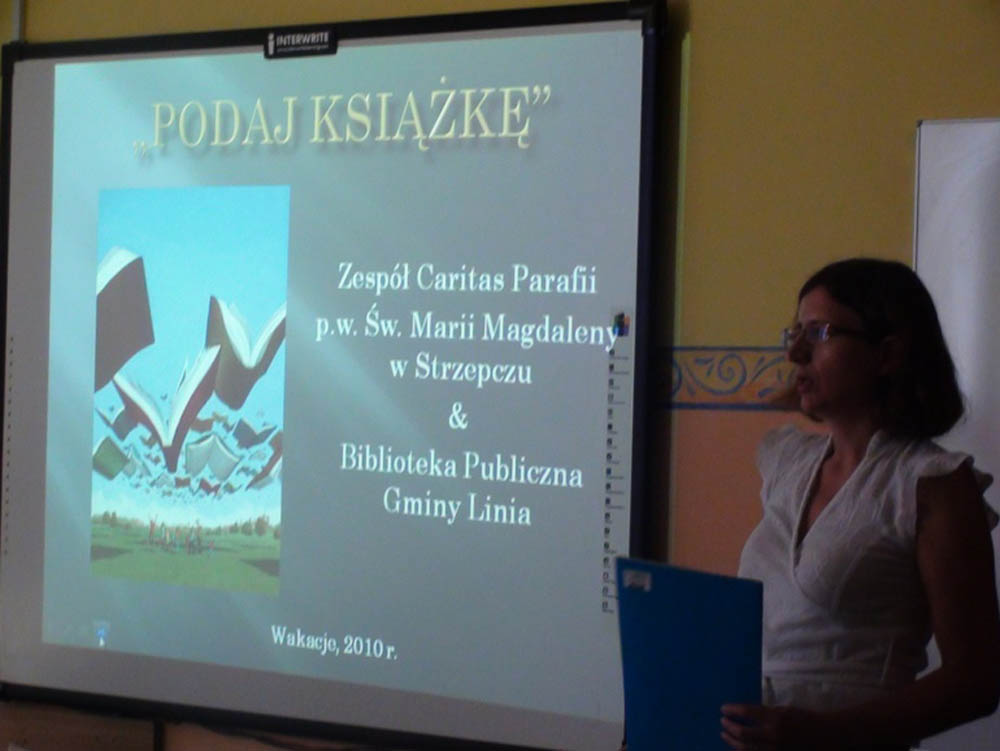 INTERWRITE
„PODAJ KSIĄŻKĘ”
Zespół Caritas Parafii
p.w. Św. Marii Magdaleny
w Strzepczu
&
Biblioteka Publiczna
Gminy Linia
Wakacje, 2010 r.